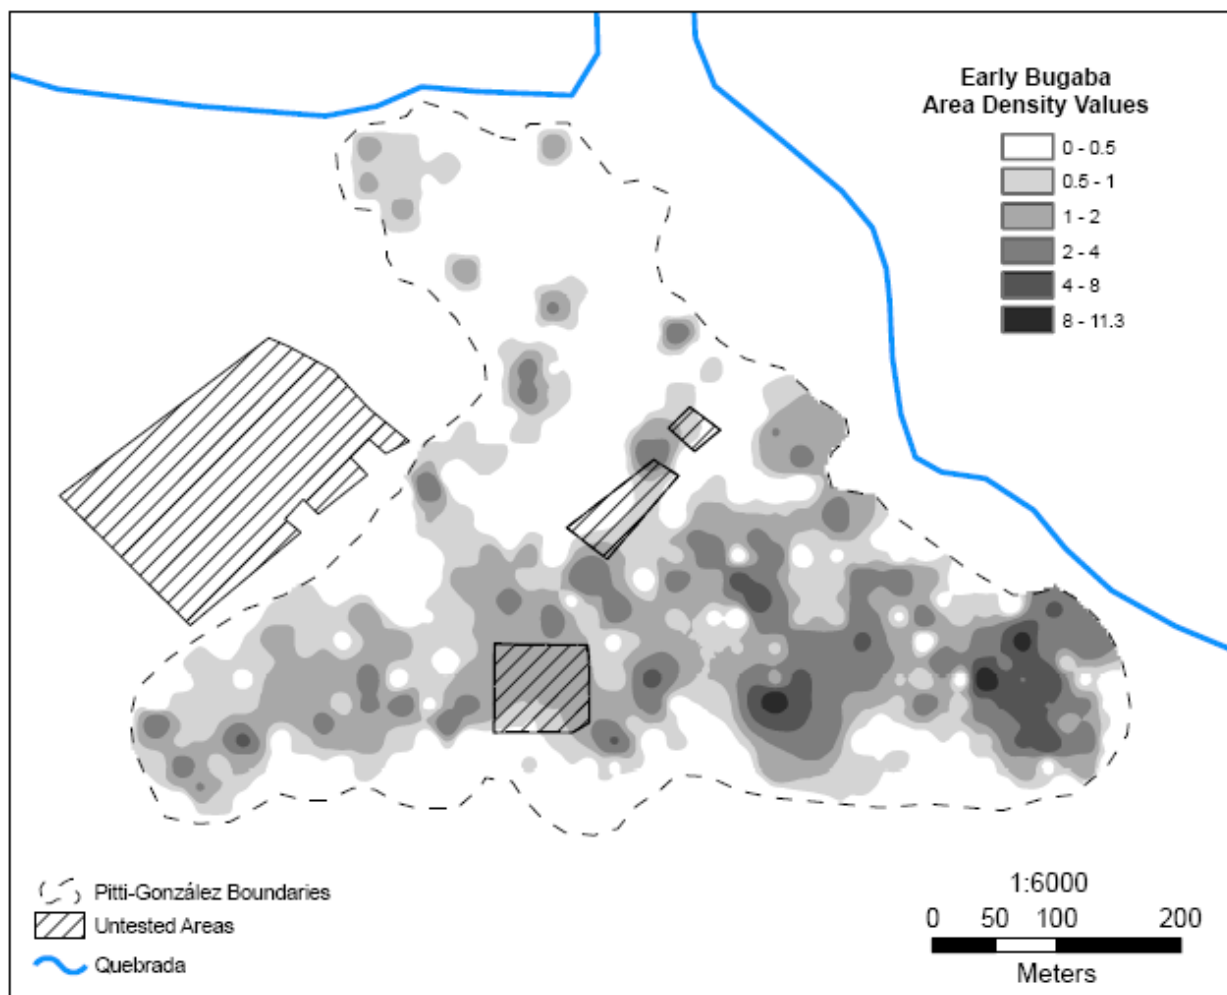 Early Bugaba
Area Density Values
0 - 0.5
0.5 - 1
1 - 2
2 - 4
4 - 8
8 - 11.3
Pitti-González Boundaries
Untested Areas
Quebrada
1:6000
0 50 100 200
Meters